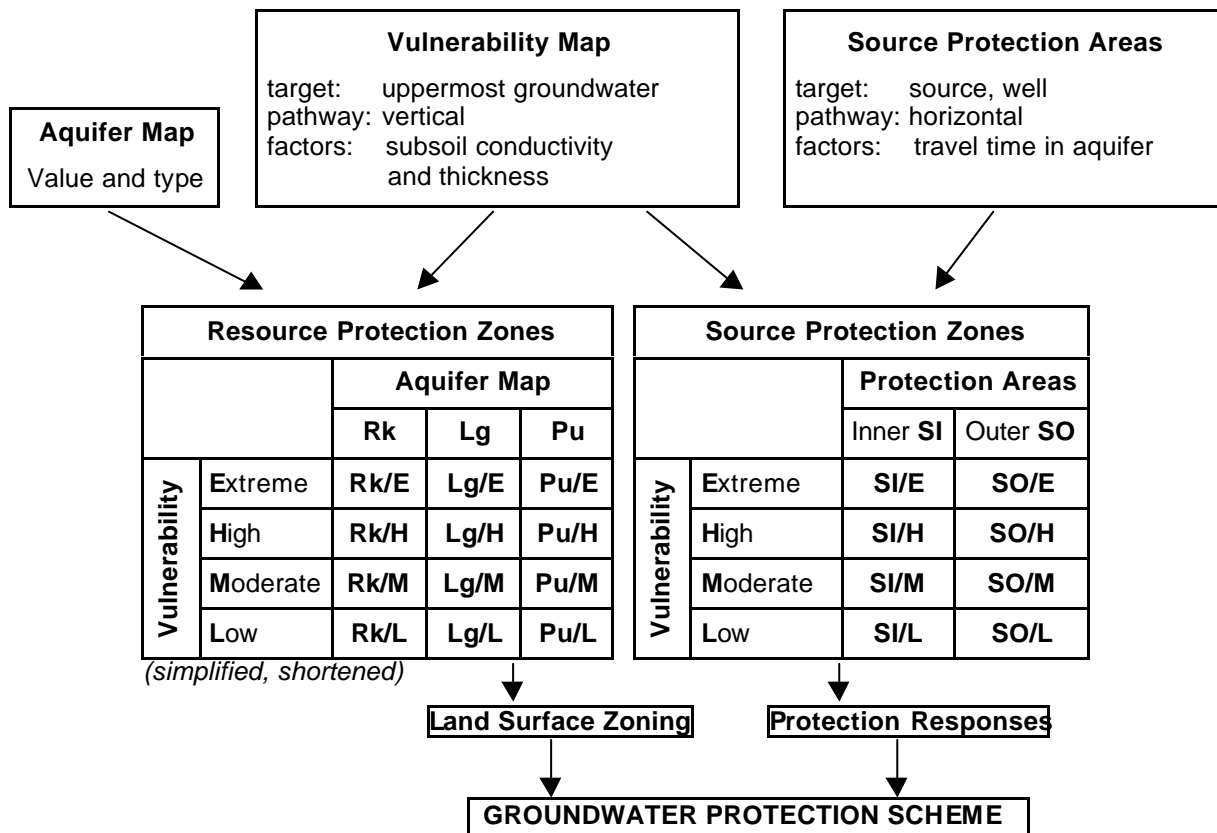 Vulnerability Map
target: uppermost groundwater
pathway: vertical
factors: subsoil conductivity
and thickness
Source Protection Areas
target: source, well
pathway: horizontal
factors: travel time in aquifer
Aquifer Map
Value and type
Resource Protection Zones
Aquifer Map
Rk Lg Pu
Vulnerability
Extreme Rk/E Lg/E Pu/E
High Rk/H Lg/H Pu/H
Moderate Rk/M Lg/M Pu/M
Low Rk/L Lg/L Pu/L
(simplified, shortened)
Source Protection Zones
Protection Areas
Inner SI Outer SO
Vulnerability
Extreme SI/E SO/E
High SI/H SO/H
Moderate SI/M SO/M
Low SI/L SO/L
Land Surface Zoning
Protection Responses
GROUNDWATER PROTECTION SCHEME